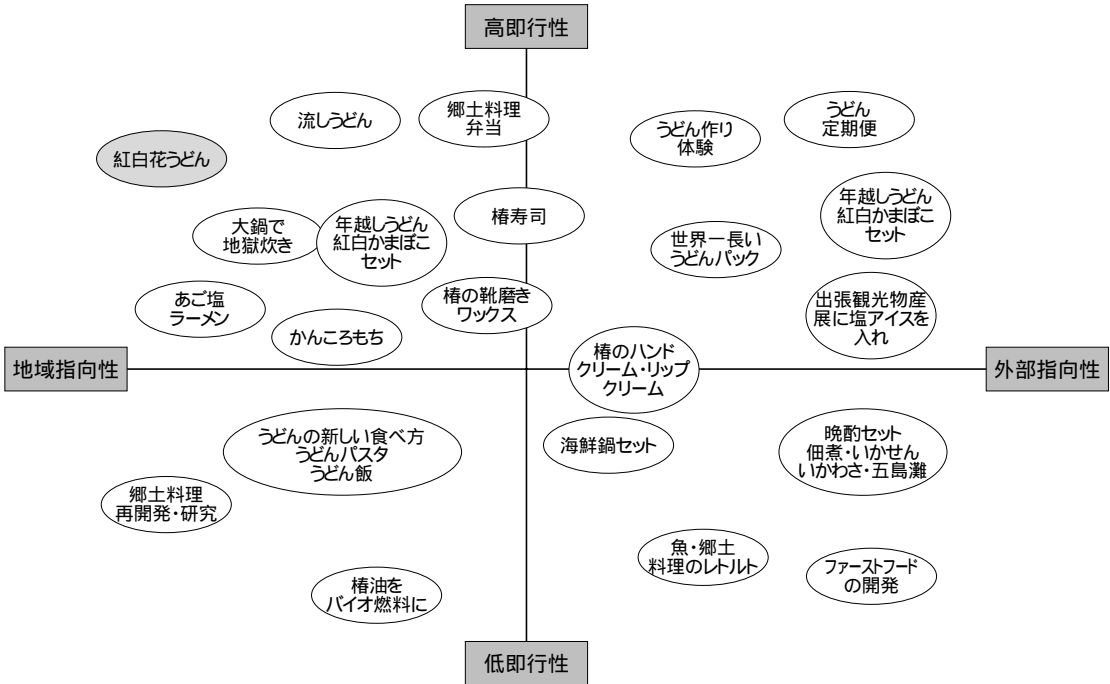 高即行性
流しうどん
郷土料理
弁当
うどん
定期便
うどん作り
体験
紅白花うどん
大鍋で
地獄炊き
年越しうどん
紅白かまぼこ
セット
椿寿司
世界一長い
うどんパック
年越しうどん
紅白かまぼこ
セット
あご塩
ラーメン
かんころもち
椿の靴磨き
ワックス
出張観光物産
展に塩アイスを
入れ
地域指向性
椿のハンド
クリーム・リップ
クリーム
外部指向性
うどんの新しい食べ方
うどんパスタ
うどん飯
海鮮鍋セット
晩酌セット
佃煮・いかせん
いかわさ・五島灘
郷土料理
再開発・研究
魚・郷土
料理のレトルト
ファーストフード
の開発
椿油を
バイオ燃料に
低即行性